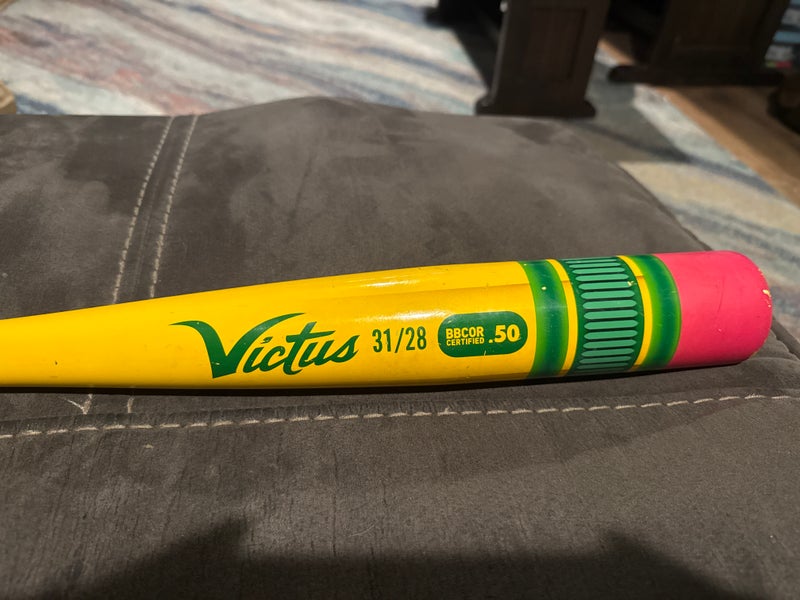 Victus 31/28
BBCOR
CERTIFIED .50